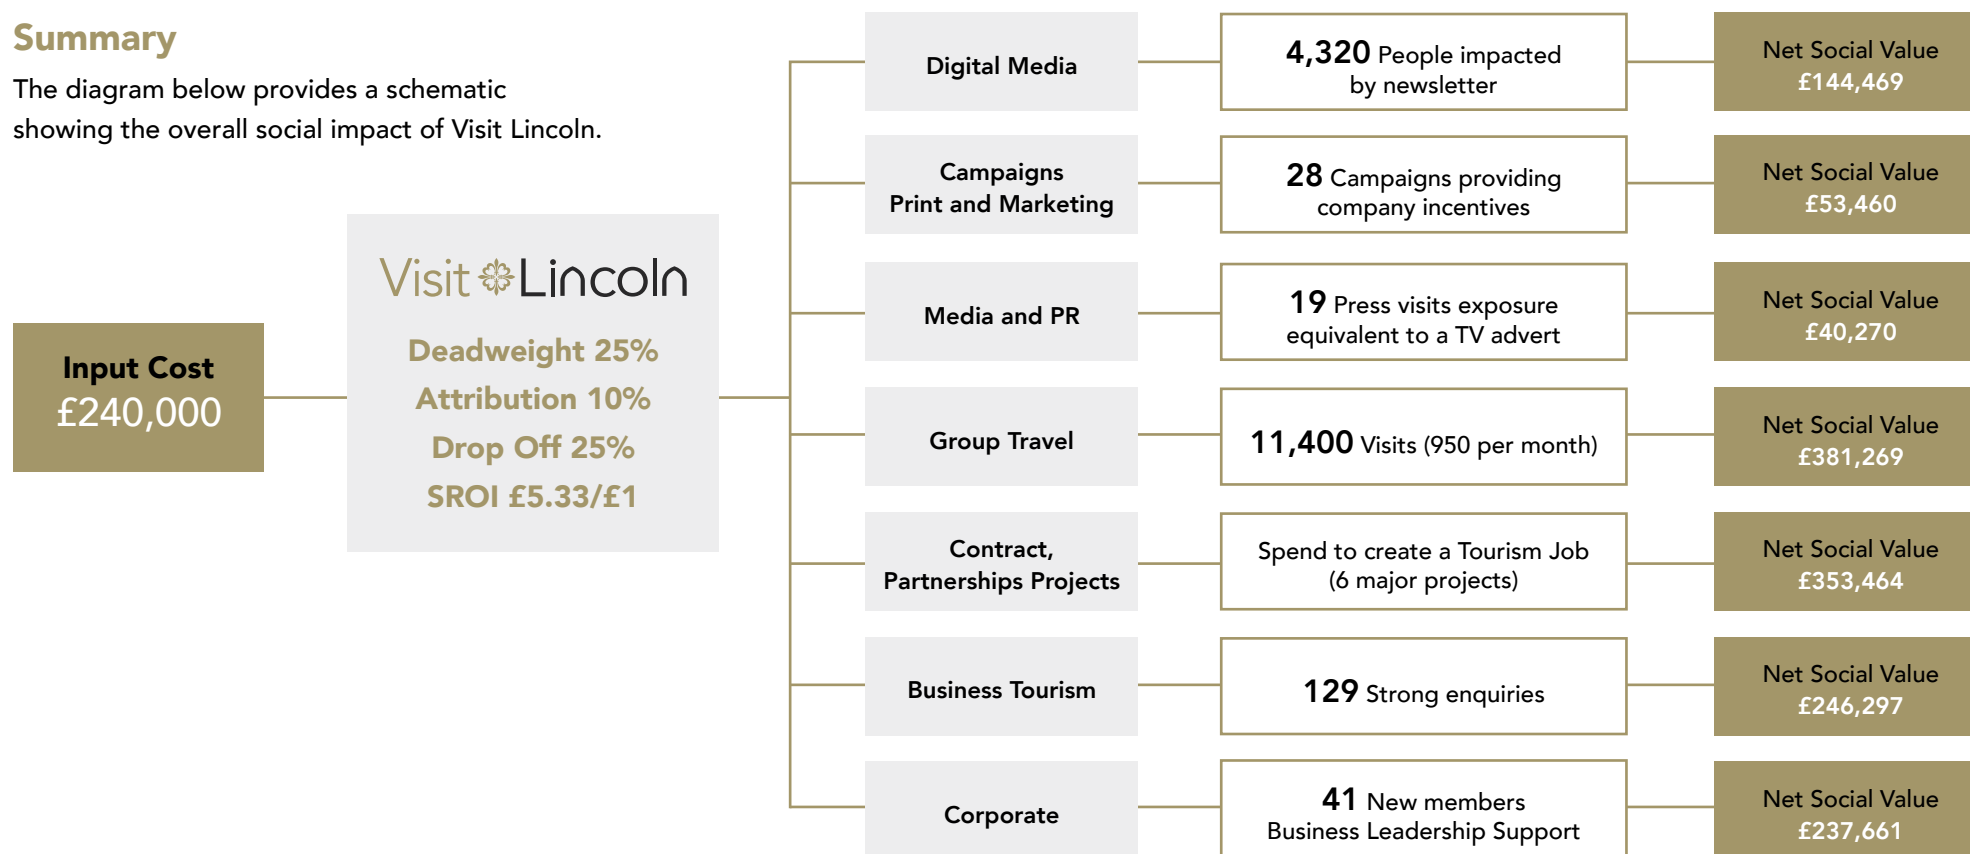 Summary
The diagram below provides a schematic
showing the overall social impact of Visit Lincoln.
Input Cost
£240,000
Visit Lincoln
Deadweight 25%
Attribution 10%
Drop Off 25%
SROI £5.33/£1
Digital Media
4,320 People impacted
by newsletter
Net Social Value
£144,469
Campaigns
Print and Marketing
28 Campaigns providing
company incentives
Net Social Value
£53,460
Media and PR
19 Press visits exposure
equivalent to a TV advert
Net Social Value
£40,270
Group Travel
11,400 Visits (950 per month)
Net Social Value
£381,269
Contract,
Partnerships Projects
Spend to create a Tourism Job
(6 major projects)
Net Social Value
£353,464
Business Tourism
129 Strong enquiries
Net Social Value
£246,297
Corporate
41 New members
Business Leadership Support
Net Social Value
£237,661